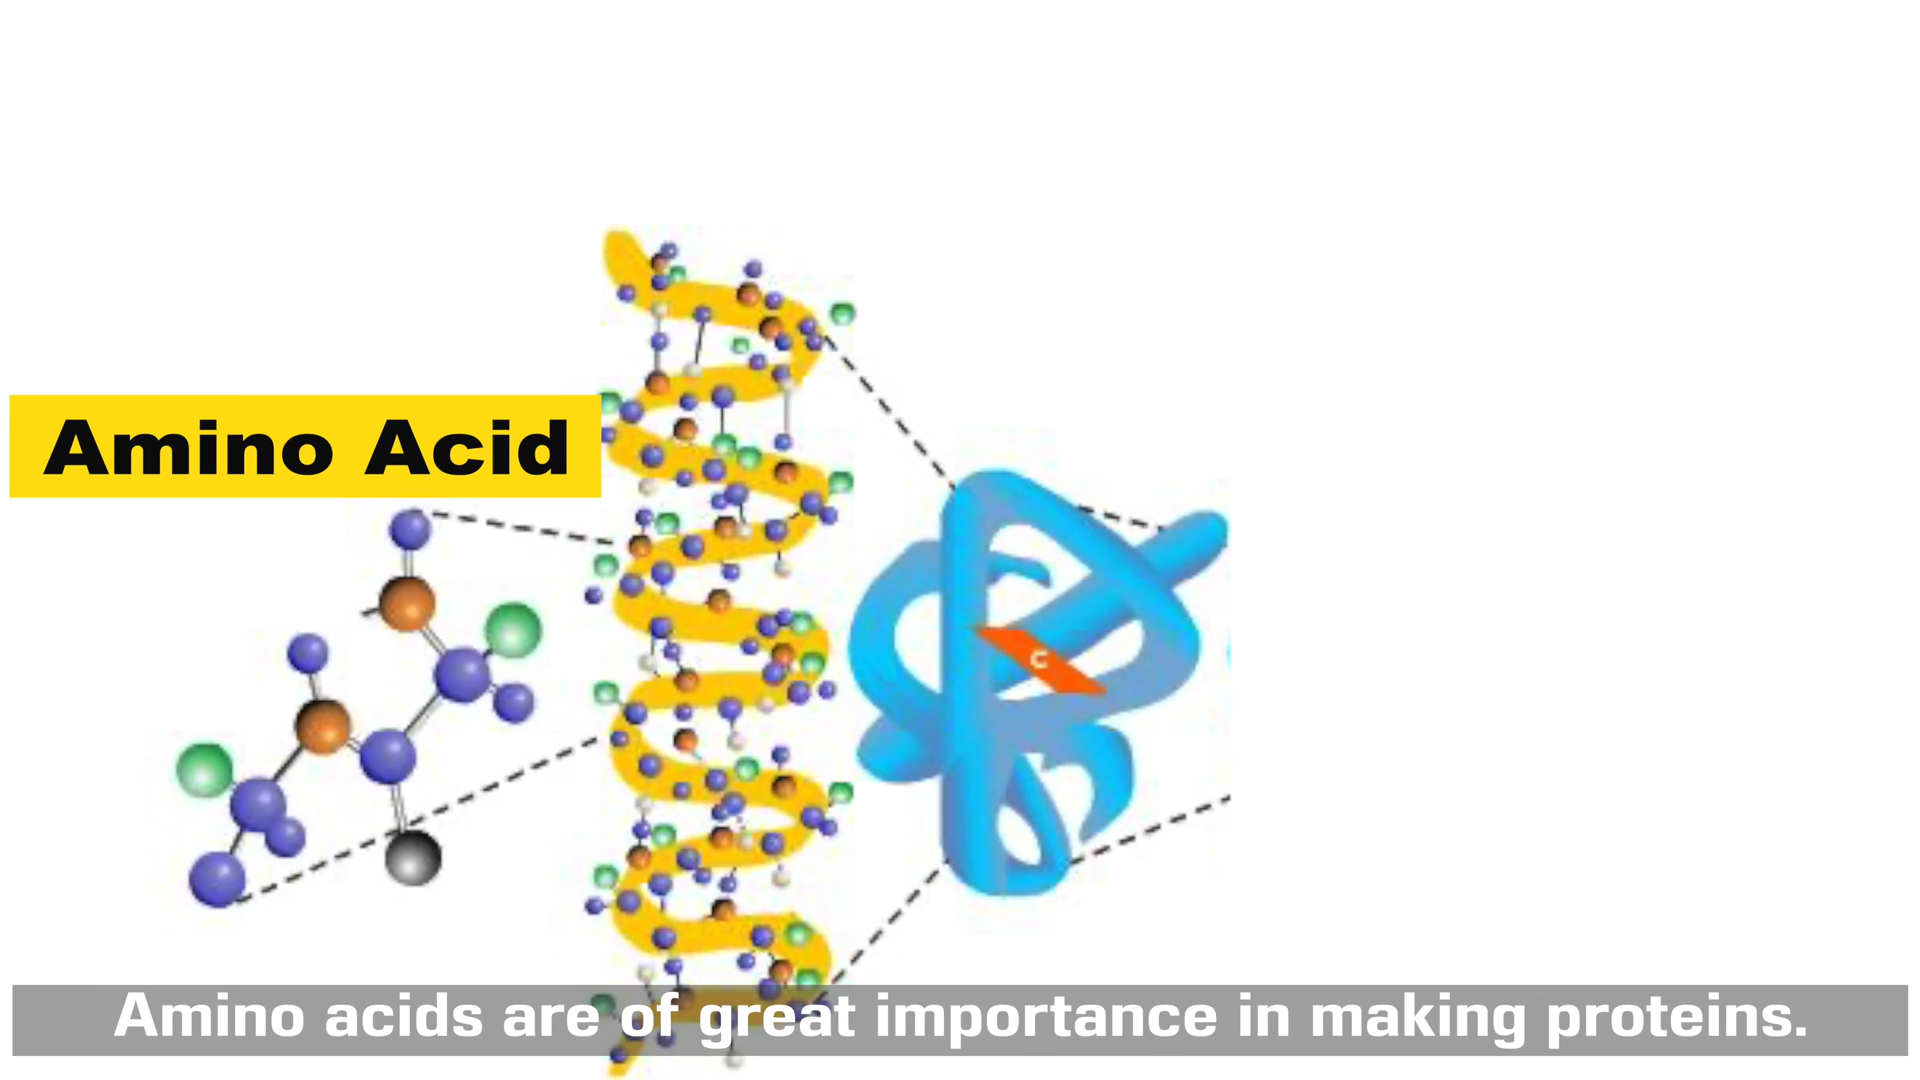 Amino Acid
C
Amino acids are of great importance in making proteins.